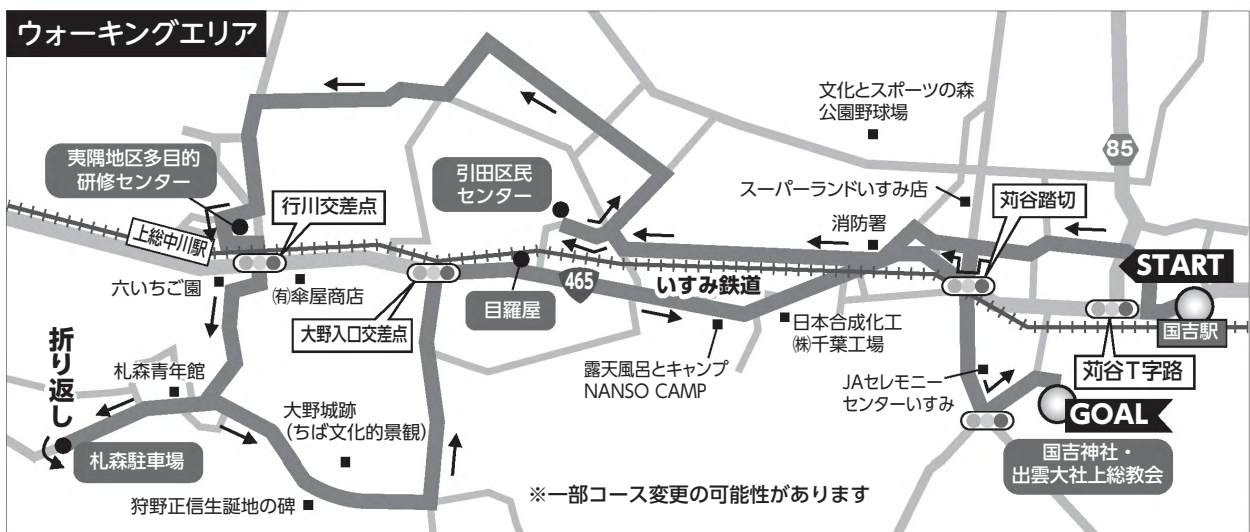 ウォーキングエリア
文化とスポーツの森
公園野球場
85
夷隅地区多目的
研修センター
引田区民
センター
スーパーランドいすみ店
行川交差点
消防署
苅谷踏切
上総中川駅
START
465
いすみ鉄道
六いちご園
㈲傘屋商店
目羅屋
国吉駅
大野入口交差点
日本合成化工
㈱千葉工場
折り返し
札森青年館
露天風呂とキャンプ
NANSO CAMP
JAセレモニー
センターいすみ
苅谷T字路
大野城跡
(ちば文化的景観)
GOAL
札森駐車場
国吉神社・
出雲大社上総教会
狩野正信生誕地の碑
※一部コース変更の可能性があります